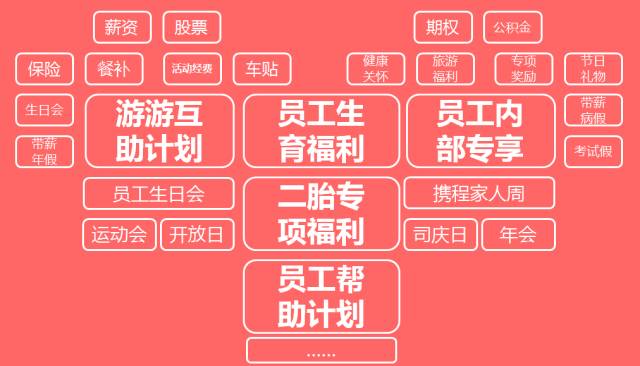 薪资 股票 期权 公积金
保险 餐补 活动经费 车贴 健康关怀 旅游福利 专项奖励 节日礼物
生日会
游游互
助计划
员工生
育福利
员工内
部专享
带薪
病假
带薪
年假
考试假
员工生日会
二胎专
项福利
携程家人周
运动会 开放日 司庆日 年会
员工帮
助计划
……